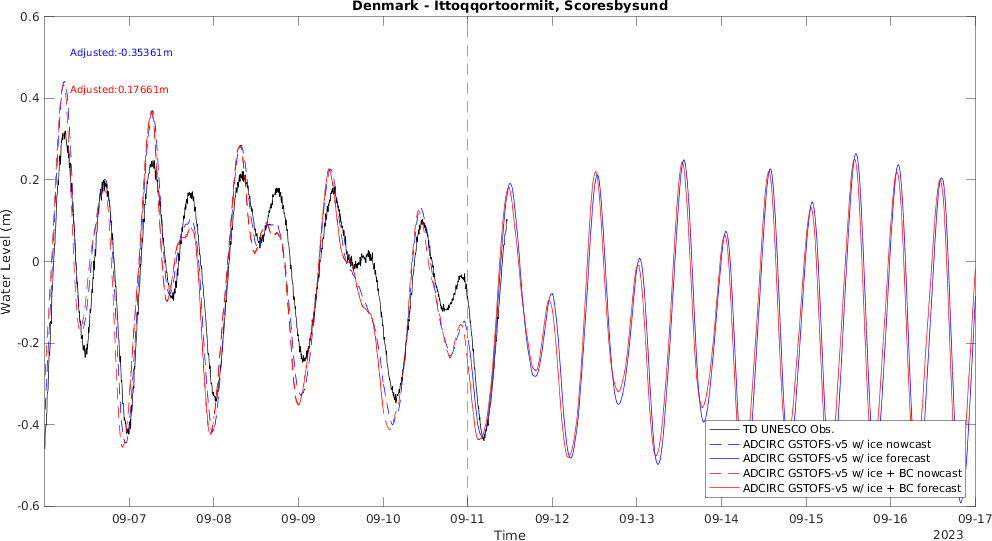 Denmark - Ittoqqortoormiit, Scoresbysund
0.6
Adjusted:-0.35361m
Adjusted:0.17661m
0.4
0.2
0
-0.2
-0.4
-0.6
Water Level (m)
TD UNESCO Obs.
ADCIRC GSTOFS-v5 w/ ice nowcast
ADCIRC GSTOFS-v5 w/ ice forecast
ADCIRC GSTOFS-v5 w/ ice + BC nowcast
ADCIRC GSTOFS-v5 w/ ice + BC forecast
09-07 09-08 09-09 09-10 09-11 09-12 09-13 09-14 09-15 09-16 09-17
Time
2023